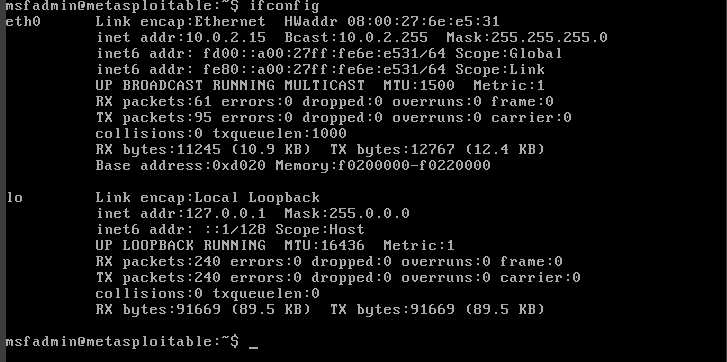 msfadmin@metasploitable:~$ ifconfig
eth0      Link encap:Ethernet  HWaddr 08:00:27:6e:e5:31
          inet addr:10.0.2.15  Bcast:10.0.2.255  Mask:255.255.255.0
          inet6 addr: fd00::a00:27ff:fe6e:e531/64 Scope:Global
          inet6 addr: fe80::a00:27ff:fe6e:e531/64 Scope:Link
          UP BROADCAST RUNNING MULTICAST  MTU:1500  Metric:1
          RX packets:61 errors:0 dropped:0 overruns:0 frame:0
          TX packets:95 errors:0 dropped:0 overruns:0 carrier:0
          collisions:0 txqueuelen:1000
          RX bytes:11245 (10.9 KB)  TX bytes:12767 (12.4 KB)
          Base address:0xd020 Memory:f0200000-f0220000
lo        Link encap:Local Loopback
          inet addr:127.0.0.1  Mask:255.0.0.0
          inet6 addr: ::1/128 Scope:Host
          UP LOOPBACK RUNNING  MTU:16436  Metric:1
          RX packets:240 errors:0 dropped:0 overruns:0 frame:0
          TX packets:240 errors:0 dropped:0 overruns:0 carrier:0
          collisions:0 txqueuelen:0
          RX bytes:91669 (89.5 KB)  TX bytes:91669 (89.5 KB)
msfadmin@metasploitable:~$ _